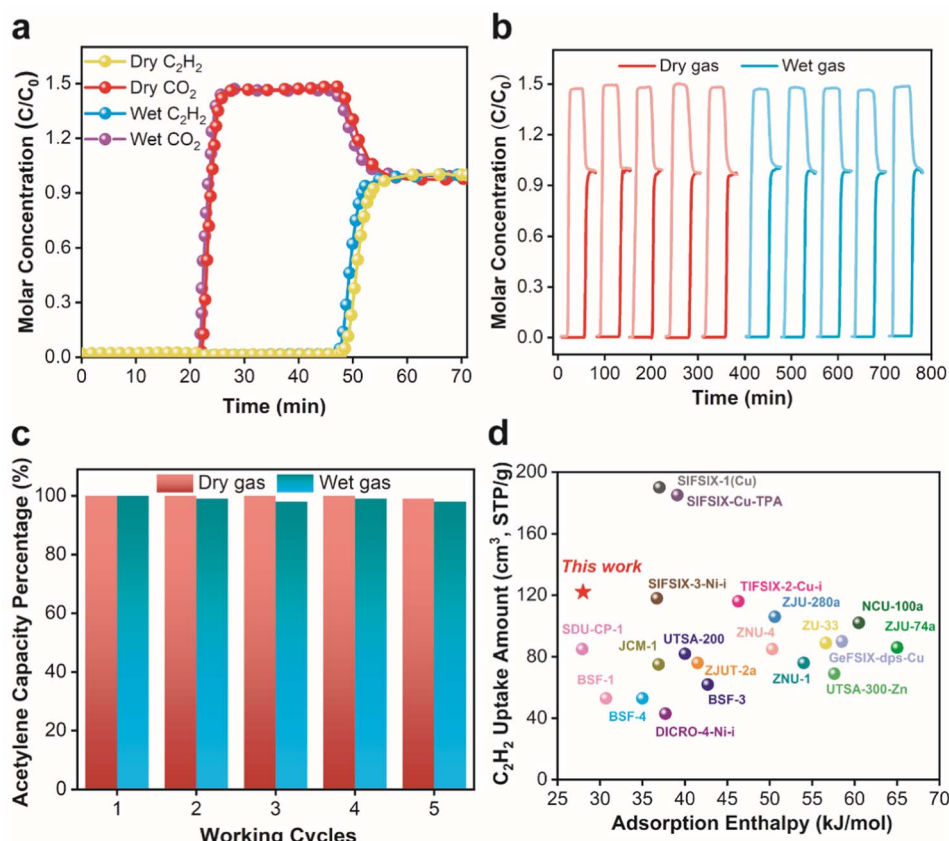 a
Molar Concentration (C/C₀)
1.5
1.2
0.9
0.6
0.3
0.0
Dry C₂H₂
Dry CO₂
Wet C₂H₂
Wet CO₂
0 10 20 30 40 50 60 70
Time (min)
b
Molar Concentration (C/C₀)
1.5
1.2
0.9
0.6
0.3
0.0
Dry gas Wet gas
0 100 200 300 400 500 600 700 800
Time (min)
c
Acetylene Capacity Percentage (%)
100
80
60
40
20
0
Dry gas Wet gas
1 2 3 4 5
Working Cycles
d
C₂H₂ Uptake Amount (cm³, STP/g)
200
160
120
80
40
0
SIFSIX-1(Cu)
SIFSIX-Cu-TPA
This work
SIFSIX-3-Ni-i
TIFSIX-2-Cu-i
ZJU-280a
NCU-100a
SDU-CP-1
JCM-1
UTSA-200
ZNU-4
ZU-33
ZJU-74a
ZJUT-2a
GeFSIX-dps-Cu
BSF-1
BSF-3
ZNU-1
UTSA-300-Zn
BSF-4
DICRO-4-Ni-i
25 30 35 40 45 50 55 60 65 70
Adsorption Enthalpy (kJ/mol)